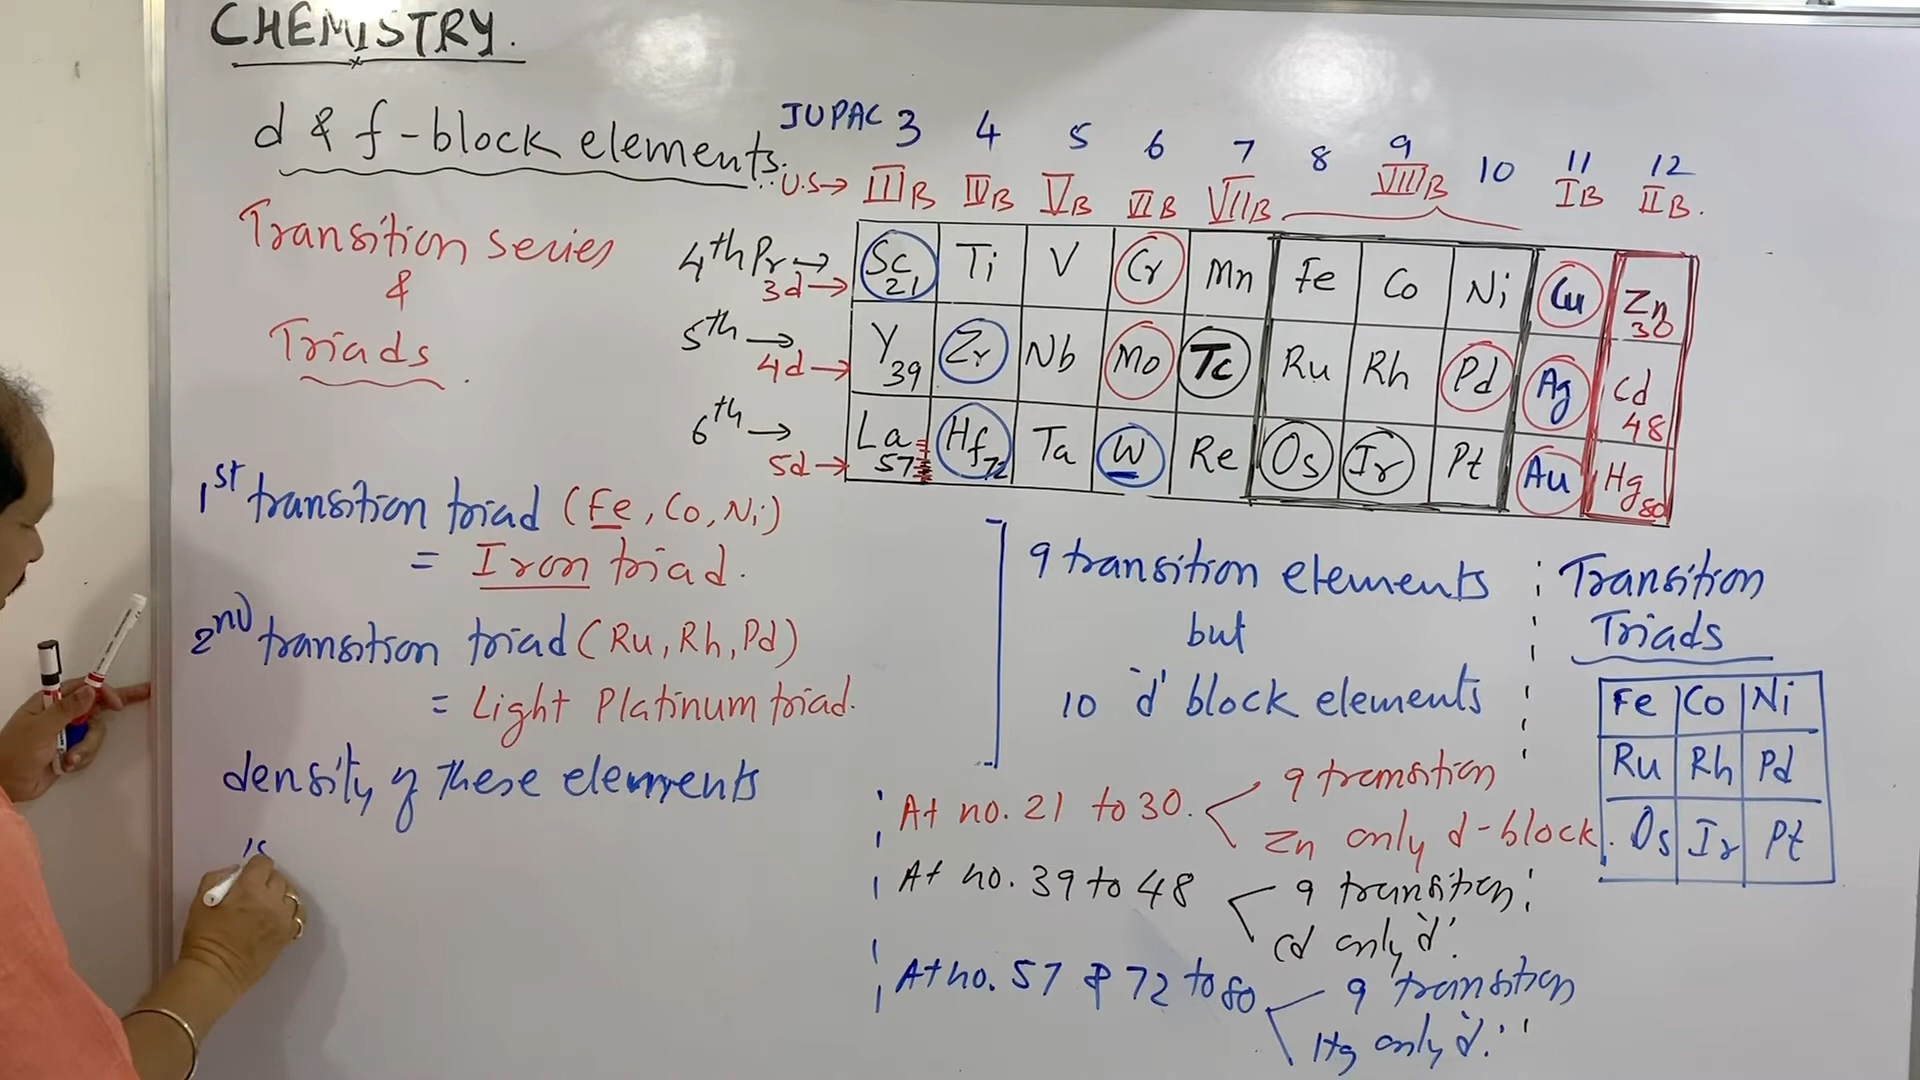 CHEMISTRY.
d & f-block elements.
Transition series
&
Triads
IUPAC 3 4 5 6 7 8 9 10 11 12
U.S→ IIIB IVB VB VIB VIIB VIIIB IB IIB.
4th Pr→ Sc 21 Ti V Cr Mn Fe Co Ni Cu Zn 30
3d→
5th → Y 39 Zr Nb Mo Tc Ru Rh Pd Ag Cd 48
4d→
6th → La 57 Hf 72 Ta W Re Os Ir Pt Au Hg 80
5d→
1st transition triad (Fe, Co, Ni)
= Iron triad.
2nd transition triad (Ru, Rh, Pd)
= Light Platinum triad.
density of these elements
is
9 transition elements
but
10 'd' block elements
Transition
Triads
Fe Co Ni
Ru Rh Pd
Os Ir Pt
At no. 21 to 30. 9 transition
Zn only d-block.
At no. 39 to 48 9 transition
Cd only 'd'.
At no. 57 & 72 to 80 9 transition
Hg only 'd'.